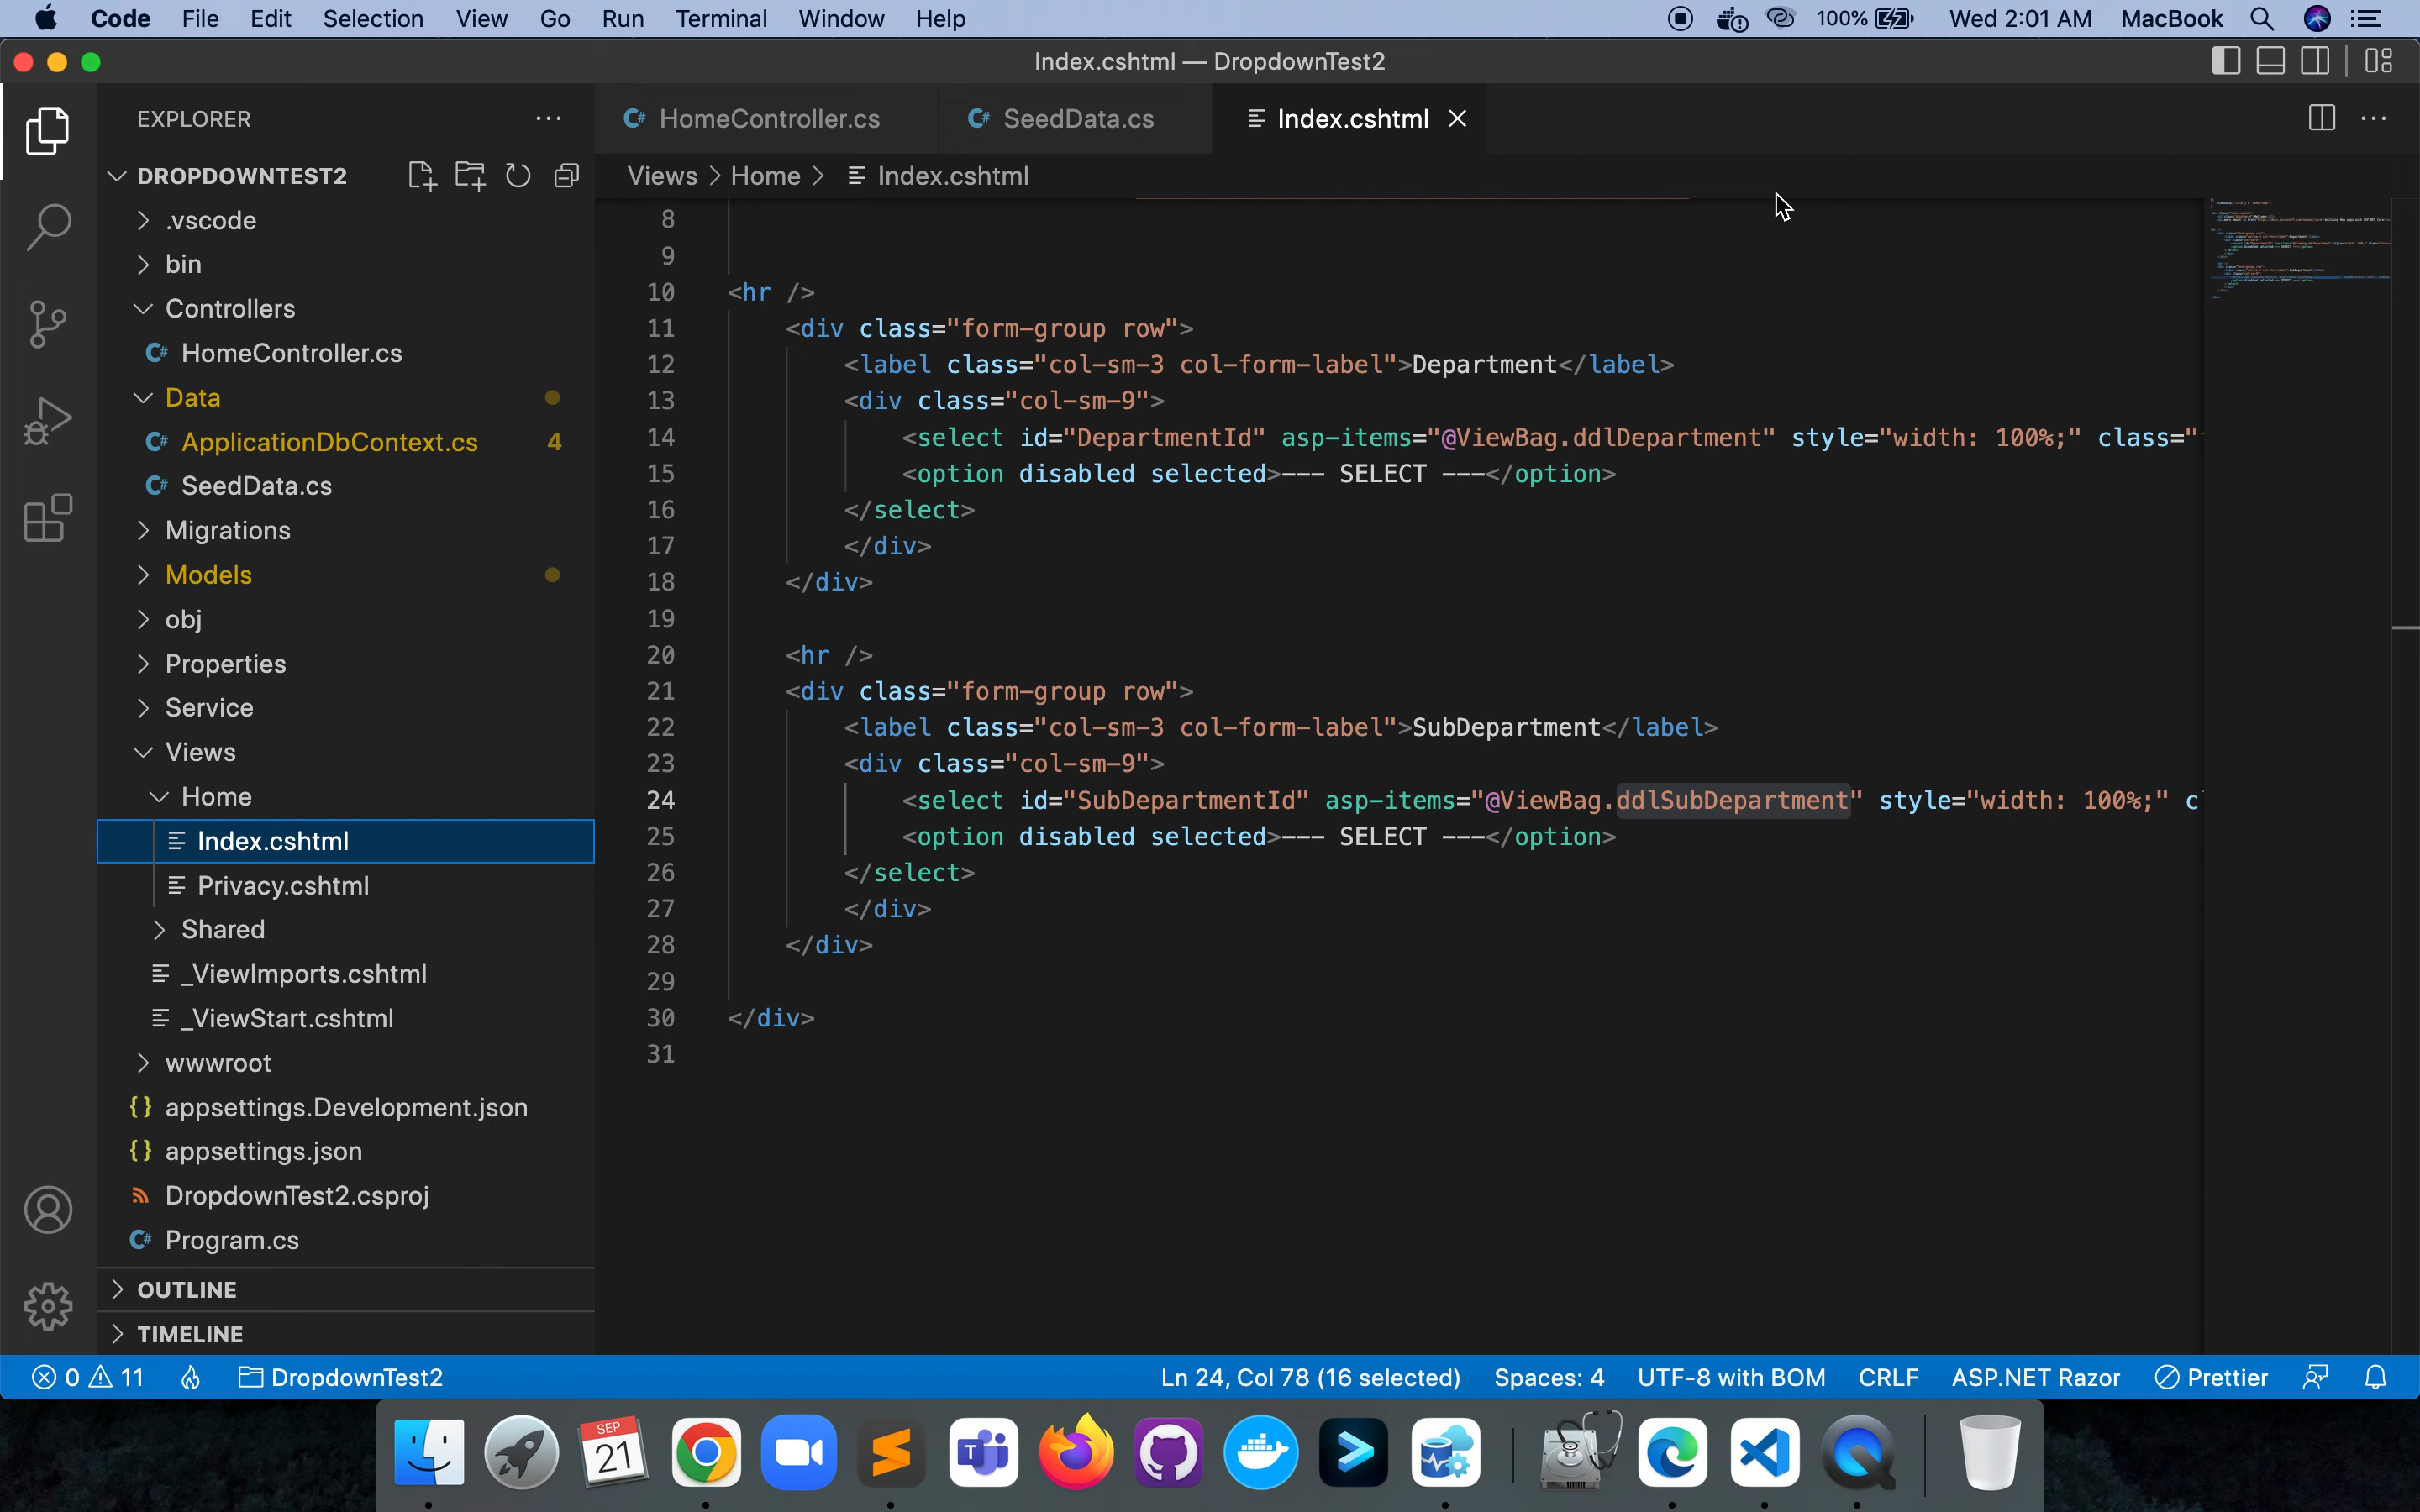 Code File Edit Selection View Go Run Terminal Window Help 100% Wed 2:01 AM MacBook
Index.cshtml — DropdownTest2
EXPLORER
HomeController.cs SeedData.cs Index.cshtml
DROPDOWNTEST2
Views > Home > Index.cshtml
.vscode
bin
Controllers
HomeController.cs
Data
ApplicationDbContext.cs 4
SeedData.cs
Migrations
Models
obj
Properties
Service
Views
Home
Index.cshtml
Privacy.cshtml
Shared
_ViewImports.cshtml
_ViewStart.cshtml
wwwroot
appsettings.Development.json
appsettings.json
DropdownTest2.csproj
Program.cs
OUTLINE
TIMELINE
8
9
10 <hr />
11 <div class="form-group row">
12 <label class="col-sm-3 col-form-label">Department</label>
13 <div class="col-sm-9">
14 <select id="DepartmentId" asp-items="@ViewBag.ddlDepartment" style="width: 100%;" class="
15 <option disabled selected>--- SELECT ---</option>
16 </select>
17 </div>
18 </div>
19
20 <hr />
21 <div class="form-group row">
22 <label class="col-sm-3 col-form-label">SubDepartment</label>
23 <div class="col-sm-9">
24 <select id="SubDepartmentId" asp-items="@ViewBag.ddlSubDepartment" style="width: 100%;" c
25 <option disabled selected>--- SELECT ---</option>
26 </select>
27 </div>
28 </div>
29
30 </div>
31
0 11 DropdownTest2 Ln 24, Col 78 (16 selected) Spaces: 4 UTF-8 with BOM CRLF ASP.NET Razor Prettier
SEP
21